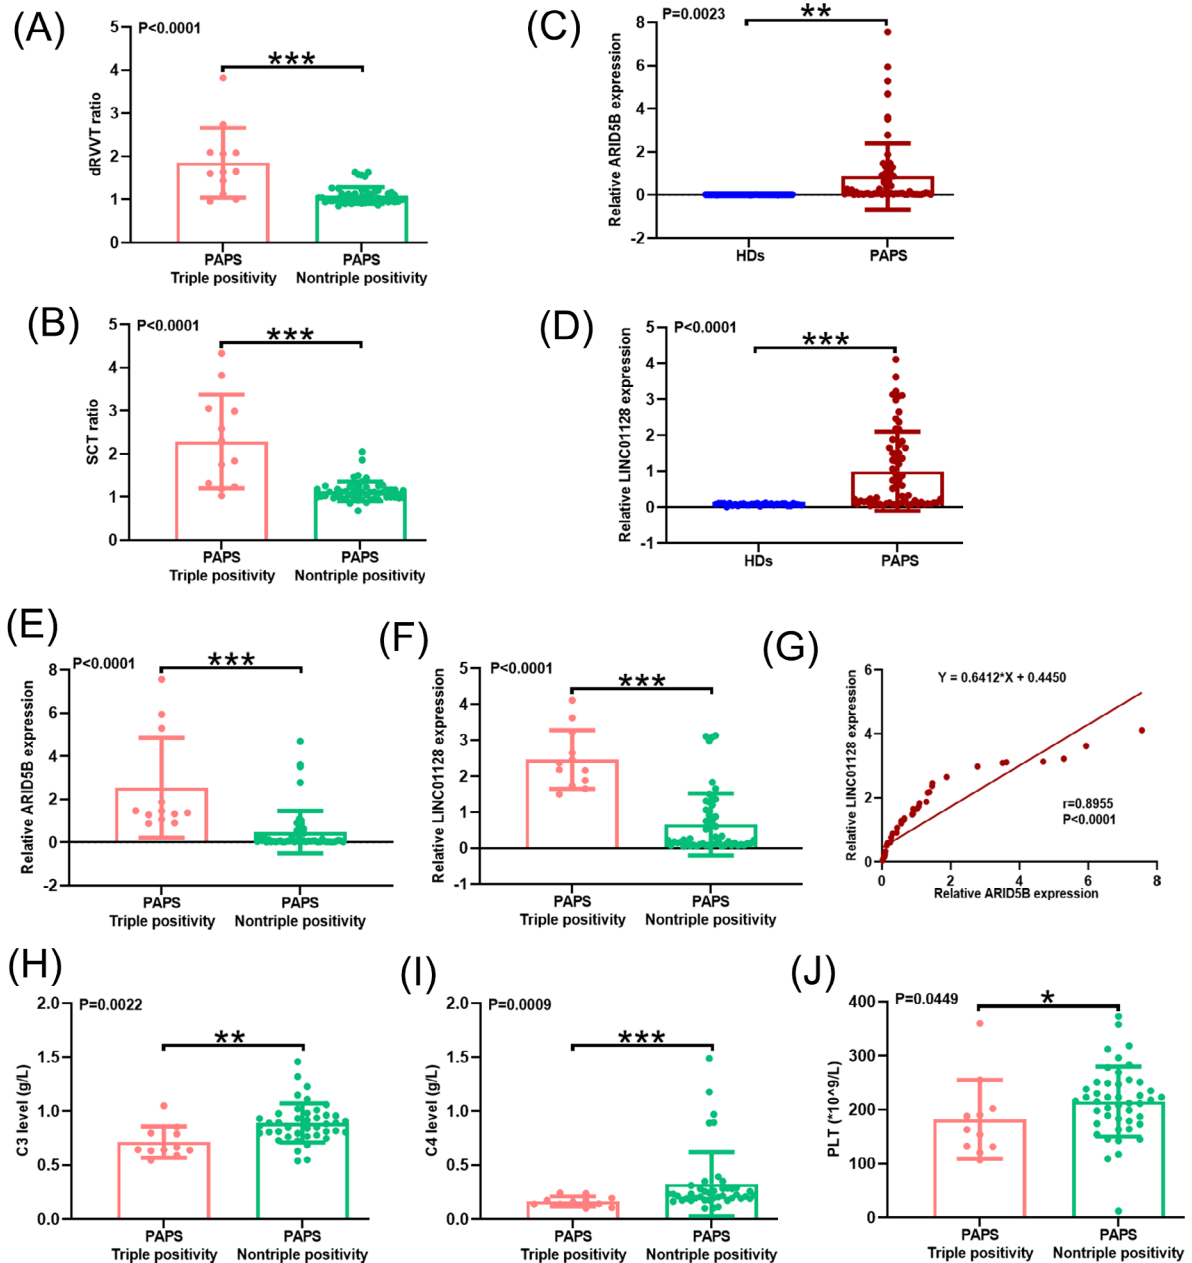 (A)
P<0.0001
***
5
4
3
2
1
0
dRVVT ratio
PAPS
Triple positivity
PAPS
Nontriple positivity
(C)
P=0.0023
**
8
6
4
2
0
-2
Relative ARID5B expression
HDs
PAPS
(B)
P<0.0001
***
5
4
3
2
1
0
SCT ratio
PAPS
Triple positivity
PAPS
Nontriple positivity
(D)
P<0.0001
***
5
4
3
2
1
0
-1
Relative LINC01128 expression
HDs
PAPS
(E)
P<0.0001
***
8
6
4
2
0
-2
Relative ARID5B expression
PAPS
Triple positivity
PAPS
Nontriple positivity
(F)
P<0.0001
***
5
4
3
2
1
0
-1
Relative LINC01128 expression
PAPS
Triple positivity
PAPS
Nontriple positivity
(G)
Y = 0.6412*X + 0.4450
r=0.8955
P<0.0001
6
4
2
0
Relative LINC01128 expression
0
2
4
6
8
Relative ARID5B expression
(H)
P=0.0022
**
2.0
1.5
1.0
0.5
0.0
C3 level (g/L)
PAPS
Triple positivity
PAPS
Nontriple positivity
(I)
P=0.0009
***
2.0
1.5
1.0
0.5
0.0
C4 level (g/L)
PAPS
Triple positivity
PAPS
Nontriple positivity
(J)
P=0.0449
*
400
300
200
100
0
PLT (*10^9/L)
PAPS
Triple positivity
PAPS
Nontriple positivity